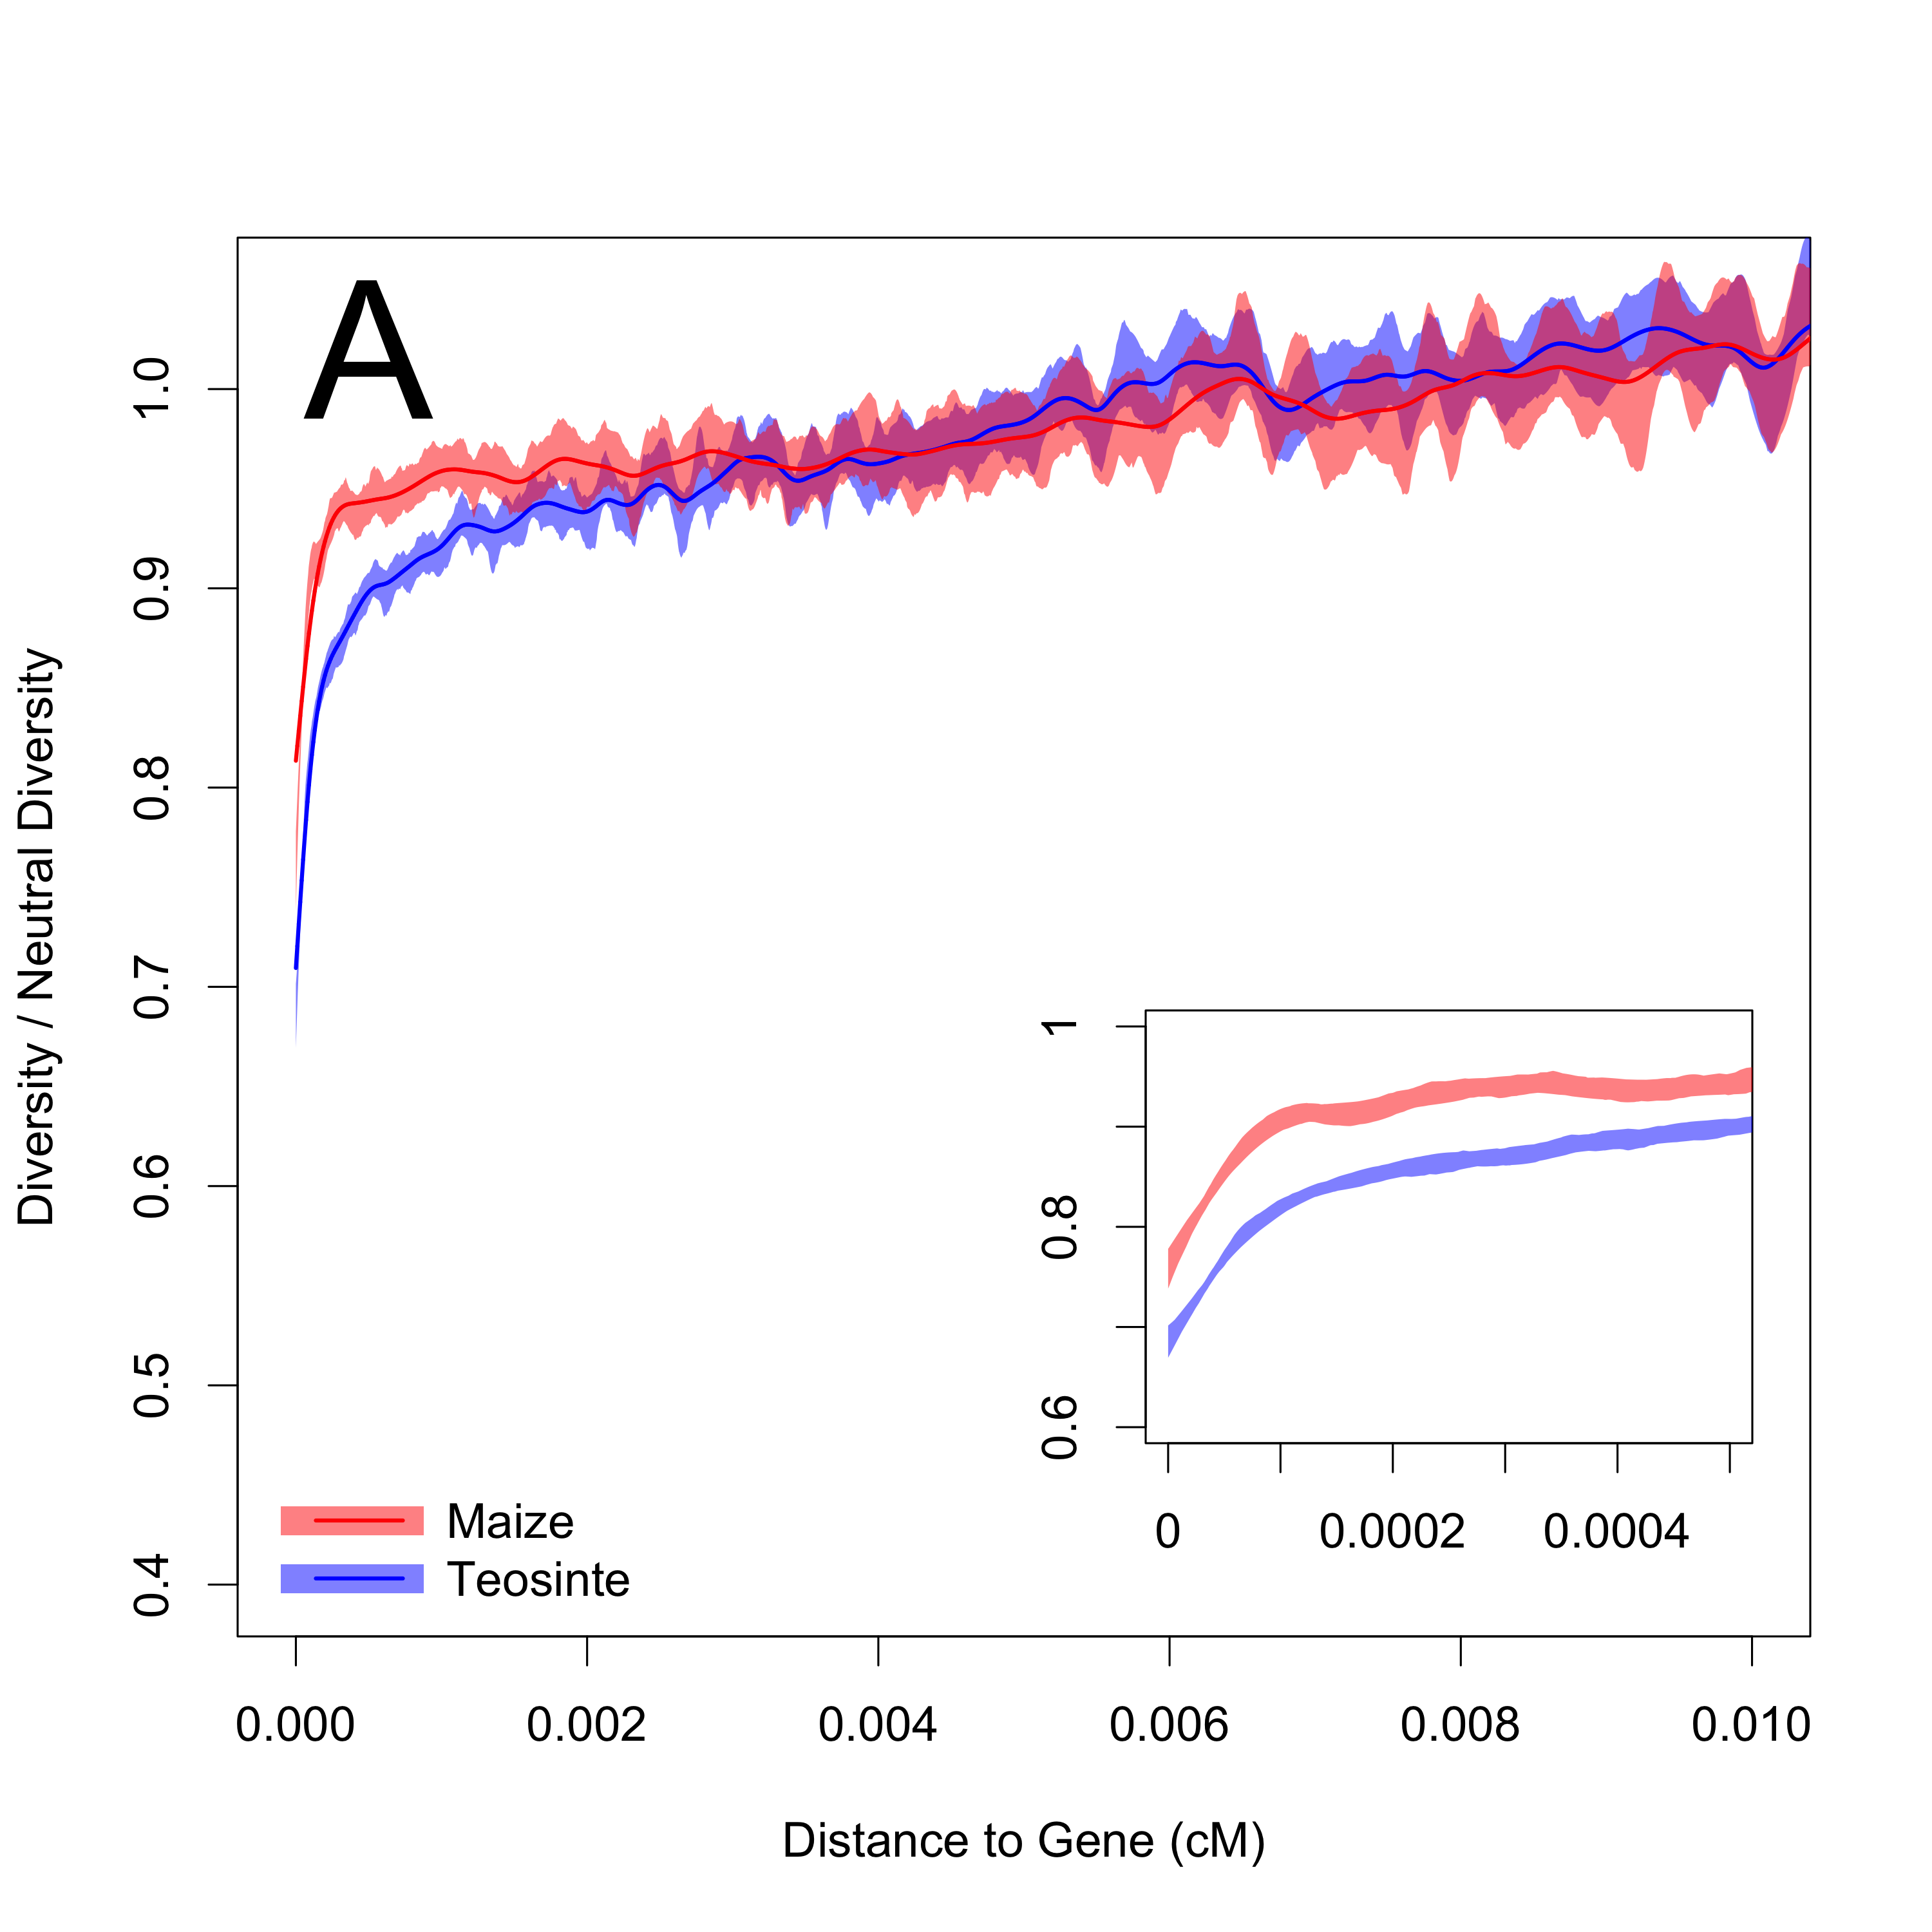 A
Diversity / Neutral Diversity
1.0
0.9
0.8
0.7
0.6
0.5
0.4
1
0.8
0.6
0 0.0002 0.0004
Maize
Teosinte
0.000 0.002 0.004 0.006 0.008 0.010
Distance to Gene (cM)